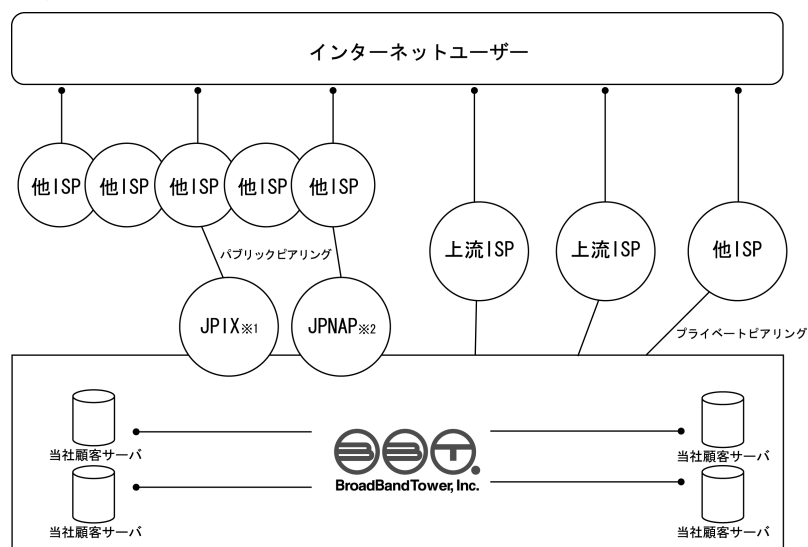 インターネットユーザー
他ISP
他ISP
他ISP
他ISP
他ISP
上流ISP
上流ISP
他ISP
パブリックピアリング
JPIX※1
JPNAP※2
プライベートピアリング
BBT.
BroadBandTower, Inc.
当社顧客サーバ
当社顧客サーバ
当社顧客サーバ
当社顧客サーバ